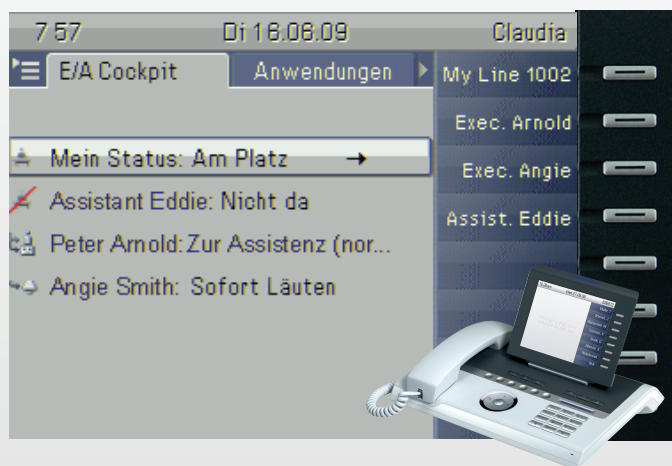 7 57 Di 16.06.09 Claudia
E/A Cockpit Anwendungen
My Line 1002
Exec. Arnold
Mein Status: Am Platz →
Exec. Angie
Assistant Eddie: Nicht da
Assist. Eddie
Peter Arnold: Zur Assistenz (nor...
Angie Smith: Sofort Läuten